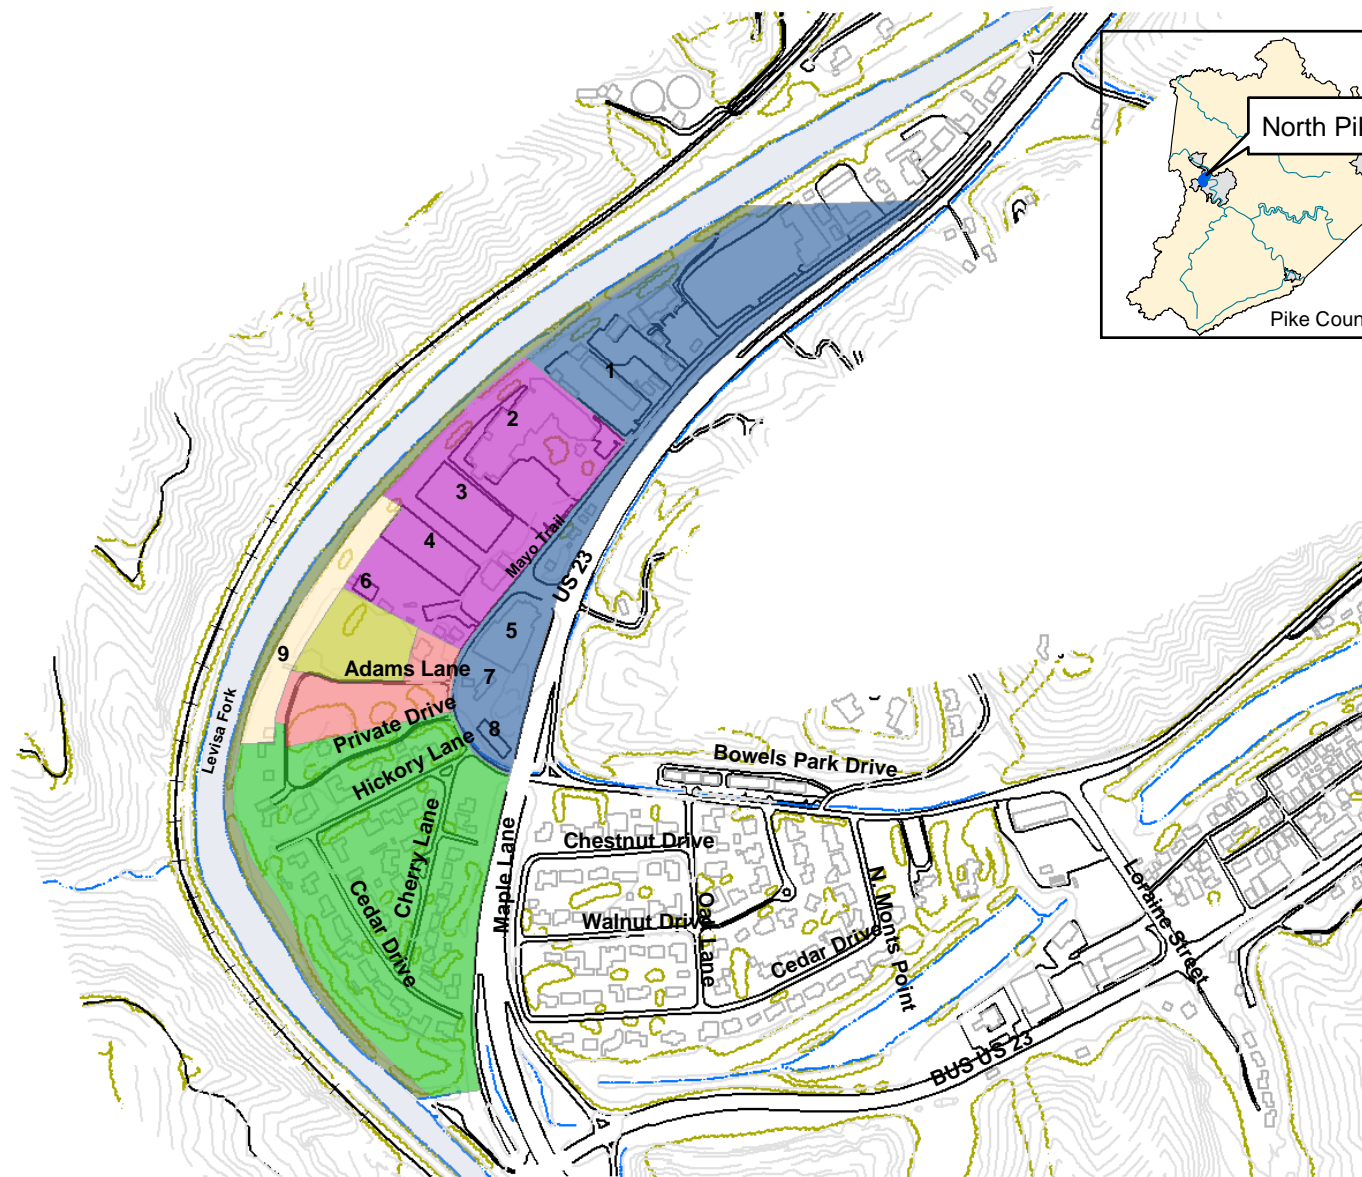 North Pi
Pike Coun
1
2
3
4
Mayo Trail
6
US 23
5
9
Adams Lane
7
Levisa Fork
Private Drive
8
Hickory Lane
Bowels Park Drive
Cherry Lane
Chestnut Drive
Maple Lane
Cedar Drive
Walnut Drive
Oak Lane
N. Monts Point
Cedar Drive
Loraine Street
BUS US 23